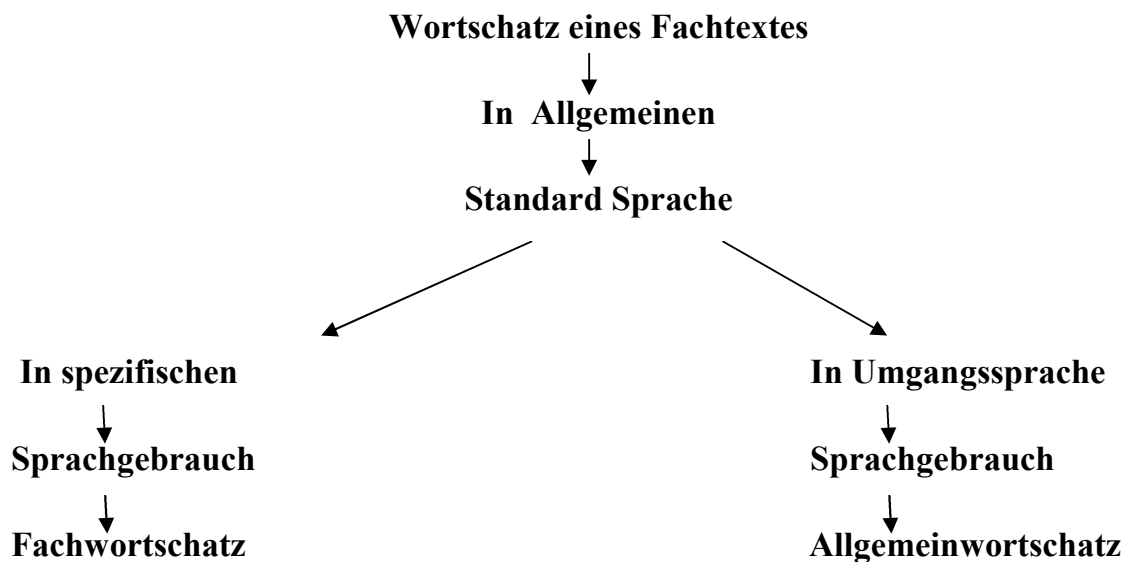 Wortschatz eines Fachtextes
In Allgemeinen
Standard Sprache
In spezifischen
In Umgangssprache
Sprachgebrauch
Sprachgebrauch
Fachwortschatz
Allgemeinwortschatz